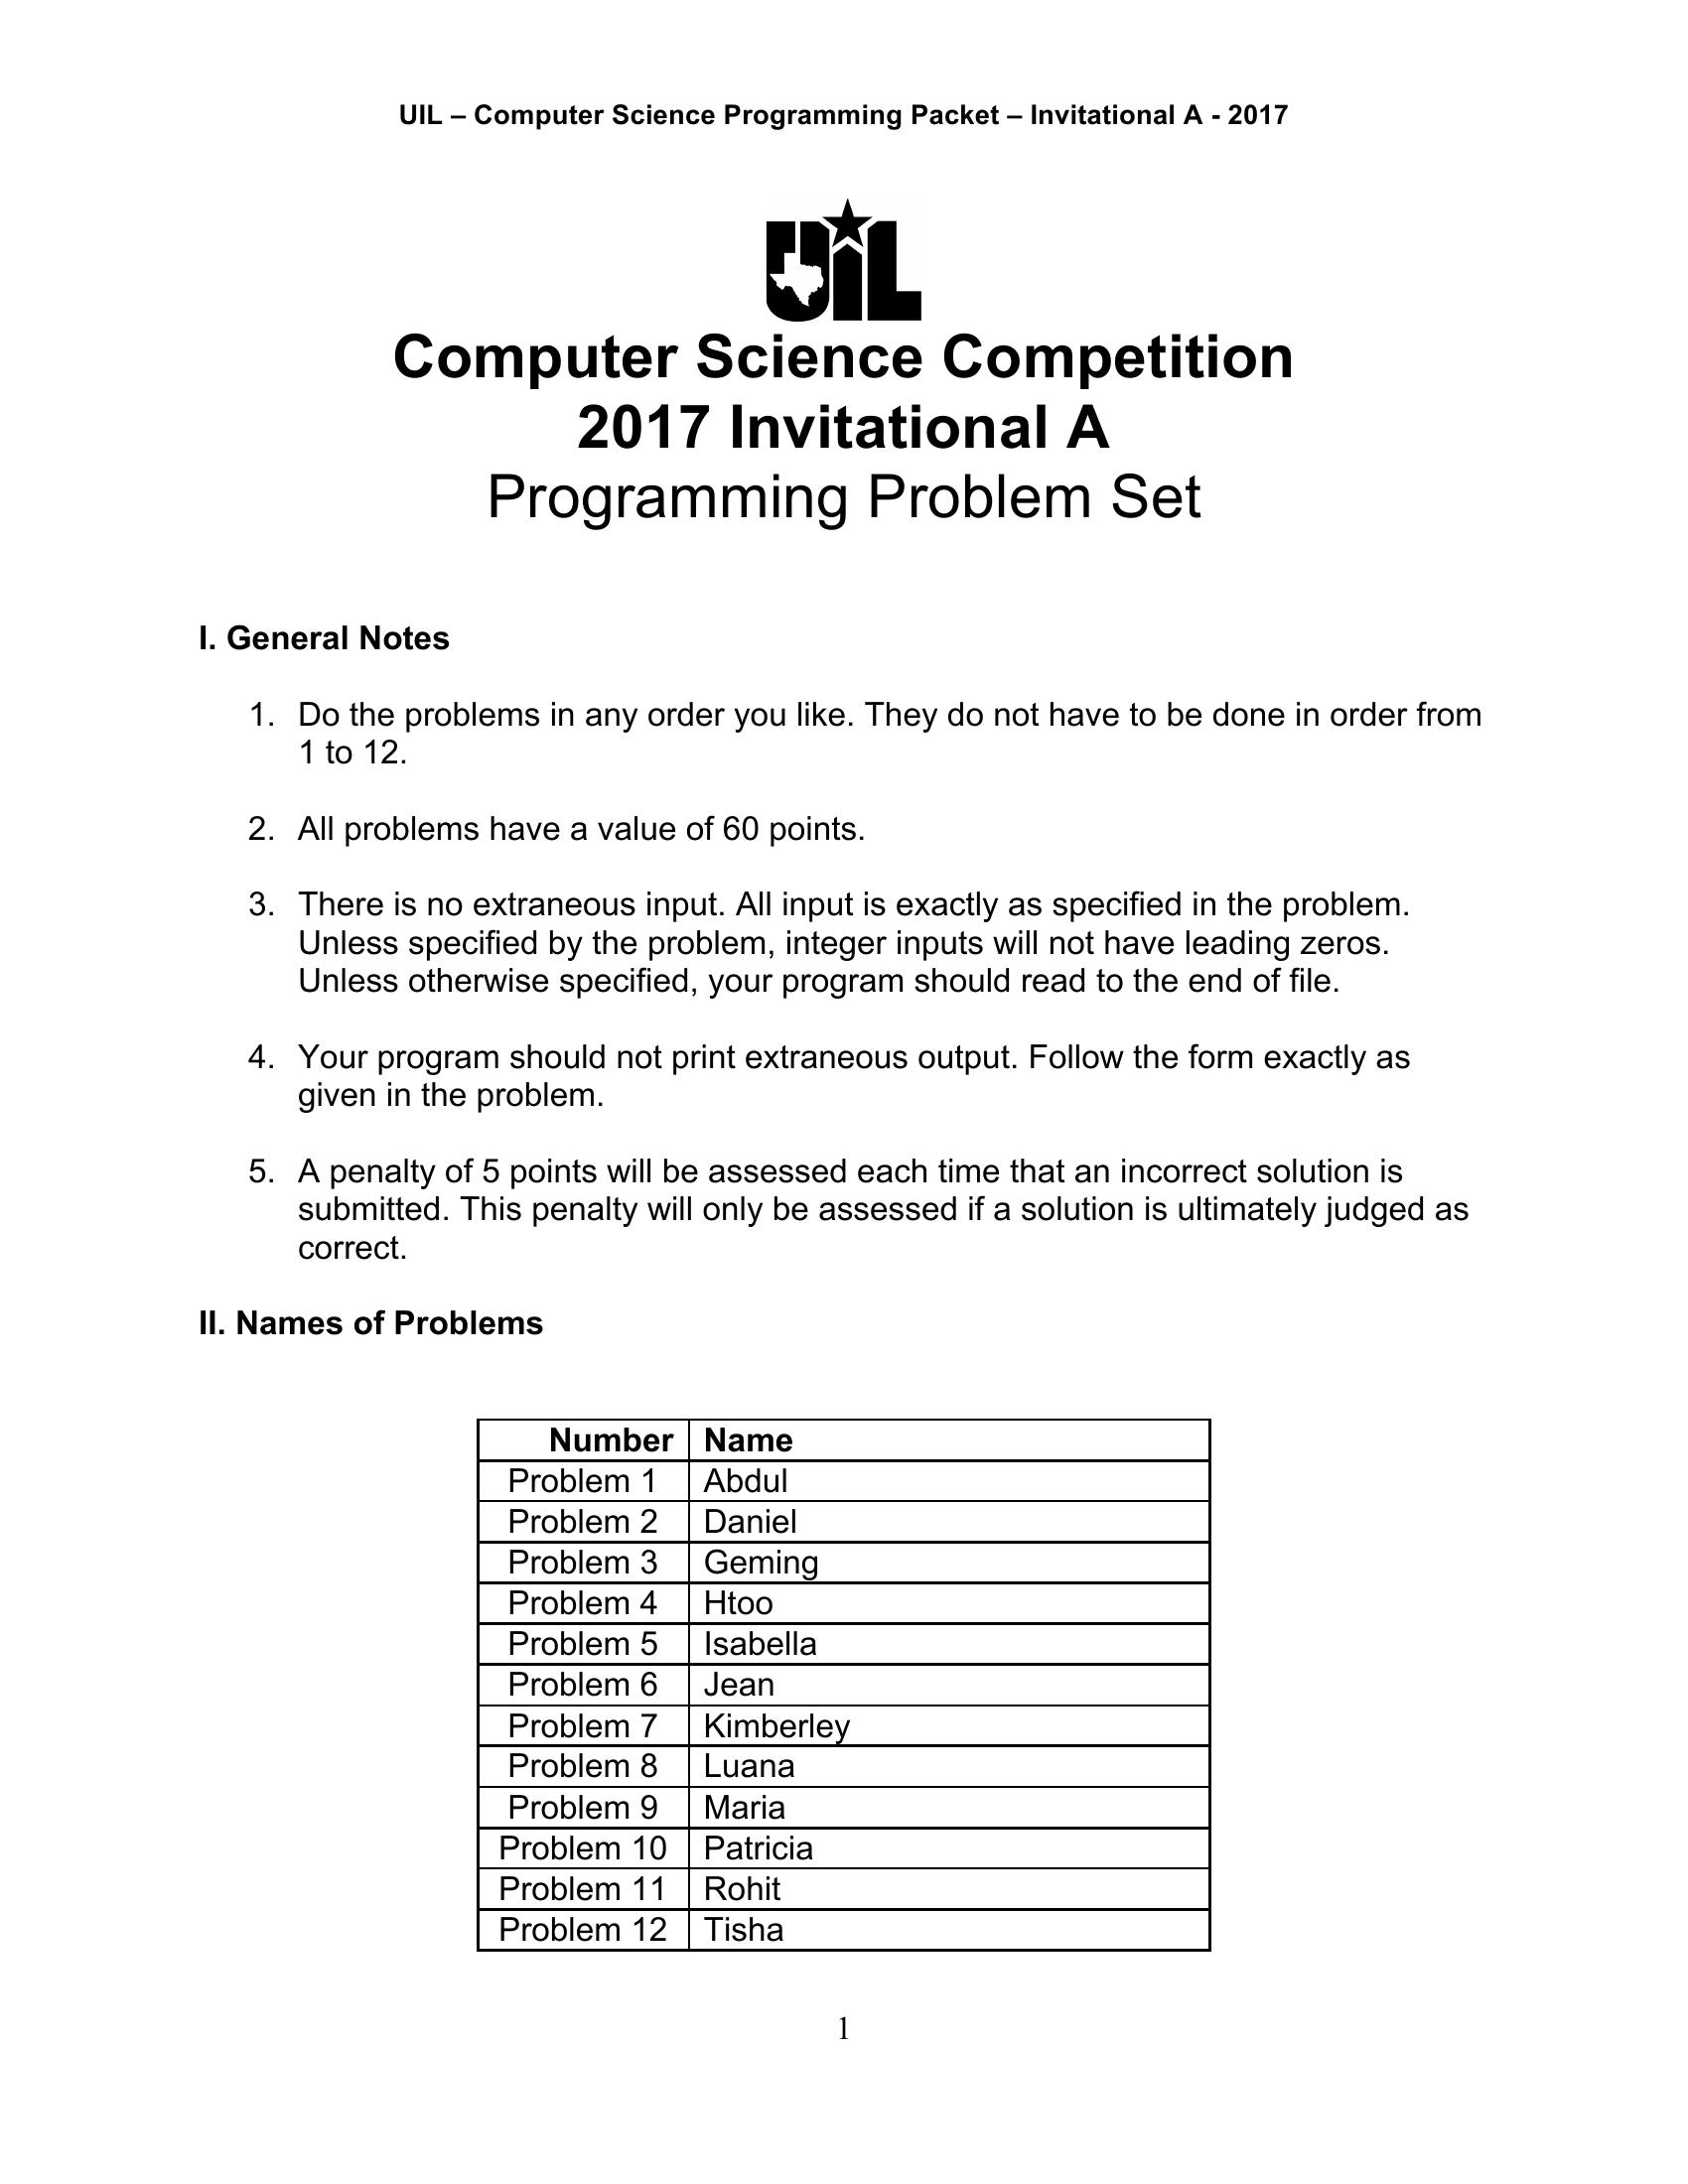 UIL – Computer Science Programming Packet – Invitational A - 2017
UIL
Computer Science Competition
2017 Invitational A
Programming Problem Set
I. General Notes
1. Do the problems in any order you like. They do not have to be done in order from
1 to 12.
2. All problems have a value of 60 points.
3. There is no extraneous input. All input is exactly as specified in the problem.
Unless specified by the problem, integer inputs will not have leading zeros.
Unless otherwise specified, your program should read to the end of file.
4. Your program should not print extraneous output. Follow the form exactly as
given in the problem.
5. A penalty of 5 points will be assessed each time that an incorrect solution is
submitted. This penalty will only be assessed if a solution is ultimately judged as
correct.
II. Names of Problems
Number Name
Problem 1 Abdul
Problem 2 Daniel
Problem 3 Geming
Problem 4 Htoo
Problem 5 Isabella
Problem 6 Jean
Problem 7 Kimberley
Problem 8 Luana
Problem 9 Maria
Problem 10 Patricia
Problem 11 Rohit
Problem 12 Tisha
1